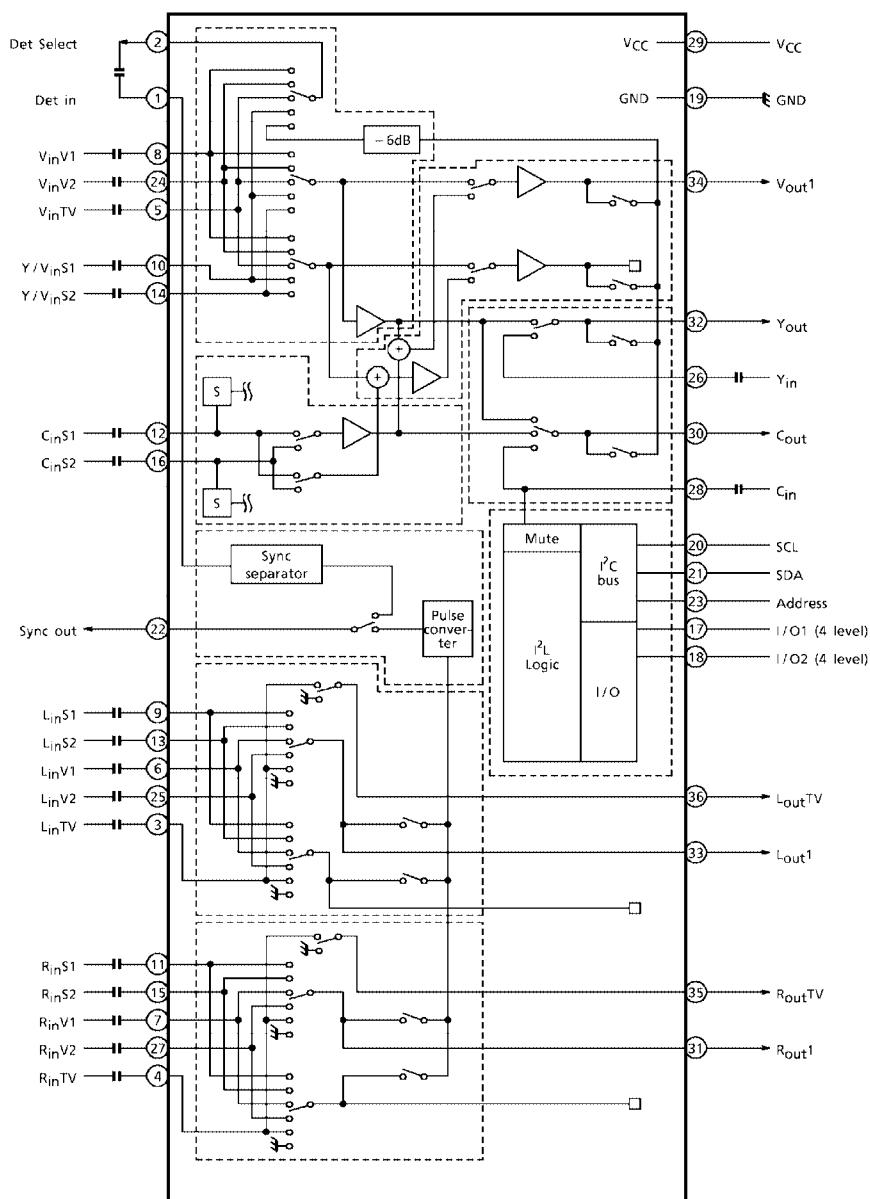 Det Select 2
29 VCC VCC
Det in 1
GND 19 GND
−6dB
VinV1 8
VinV2 24
34 Vout1
VinTV 5
Y/VinS1 10
Y/VinS2 14
32 Yout
+
+
26 Yin
S
CinS1 12
30 Cout
CinS2 16
28 Cin
S
Mute
I²C
bus
20 SCL
21 SDA
23 Address
17 I/O1 (4 level)
18 I/O2 (4 level)
I²L
Logic
I/O
Sync
separator
Pulse
conver-
ter
Sync out 22
LinS1 9
LinS2 13
LinV1 6
LinV2 25
36 LoutTV
LinTV 3
33 Lout1
RinS1 11
RinS2 15
35 RoutTV
RinV1 7
RinV2 27
31 Rout1
RinTV 4